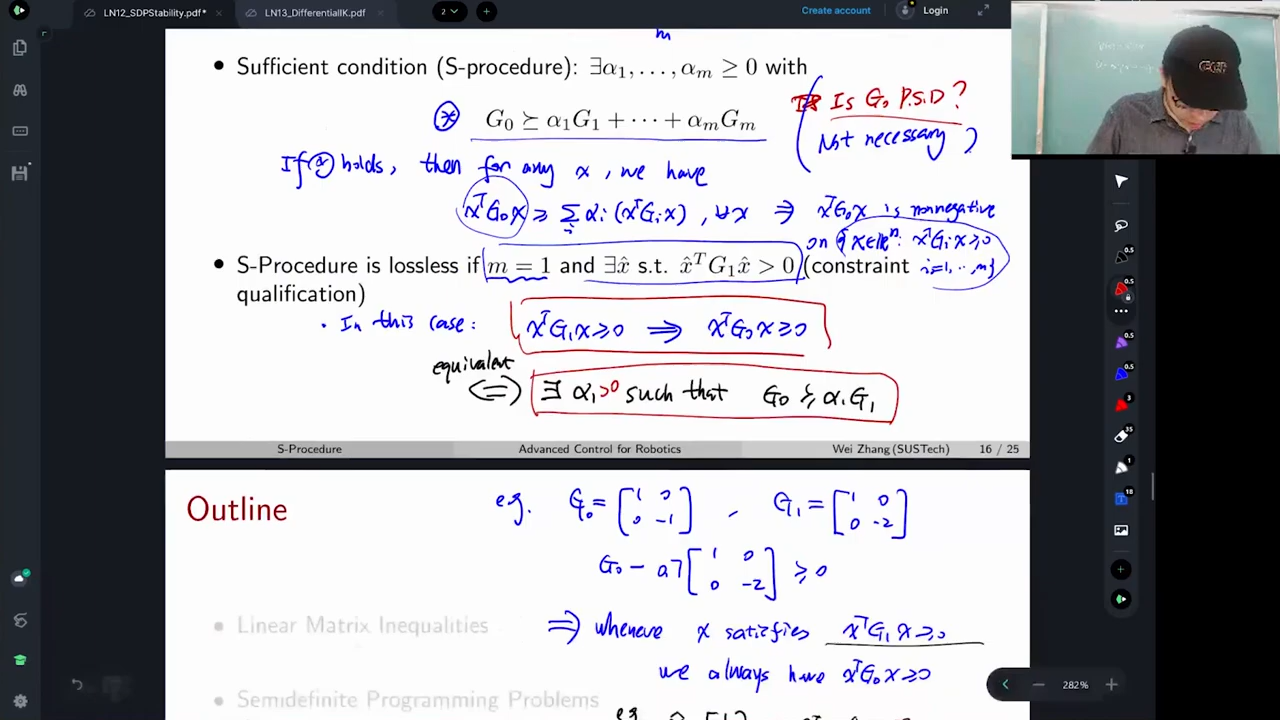 LN12_SDPStability.pdf* LN13_DifferentialK.pdf 2 Create account Login
m
• Sufficient condition (S-procedure): ∃α₁, . . . , αₘ ≥ 0 with
⊛ G₀ ⪰ α₁G₁ + · · · + αₘGₘ
Is G₀ P.S.D ?
Not necessary
If ⊛ holds, then for any x, we have
xᵀG₀x ≥ Σᵢ αᵢ (xᵀGᵢx), ∀x ⇒ xᵀG₀x is nonnegative
on {x∈ℝⁿ: xᵀGᵢx ≥ 0
i=1,..m}
• S-Procedure is lossless if m = 1 and ∃x̂ s.t. x̂ᵀG₁x̂ > 0 (constraint
qualification)
· In this case: xᵀG₁x ≥ 0 ⟹ xᵀG₀x ≥ 0
equivalent
⟺ ∃ α₁>0 such that G₀ ⪰ α₁G₁
S-Procedure Advanced Control for Robotics Wei Zhang (SUSTech) 16 / 25
Outline
e.g. G₀ = [1 0; 0 -1] , G₁ = [1 0; 0 -2]
G₀ - 0.7 [1 0; 0 -2] ⪰ 0
• Linear Matrix Inequalities
⇒ whenever x satisfies xᵀG₁x ≥ 0
we always have xᵀG₀x ≥ 0
• Semidefinite Programming Problems
e.g.
282%